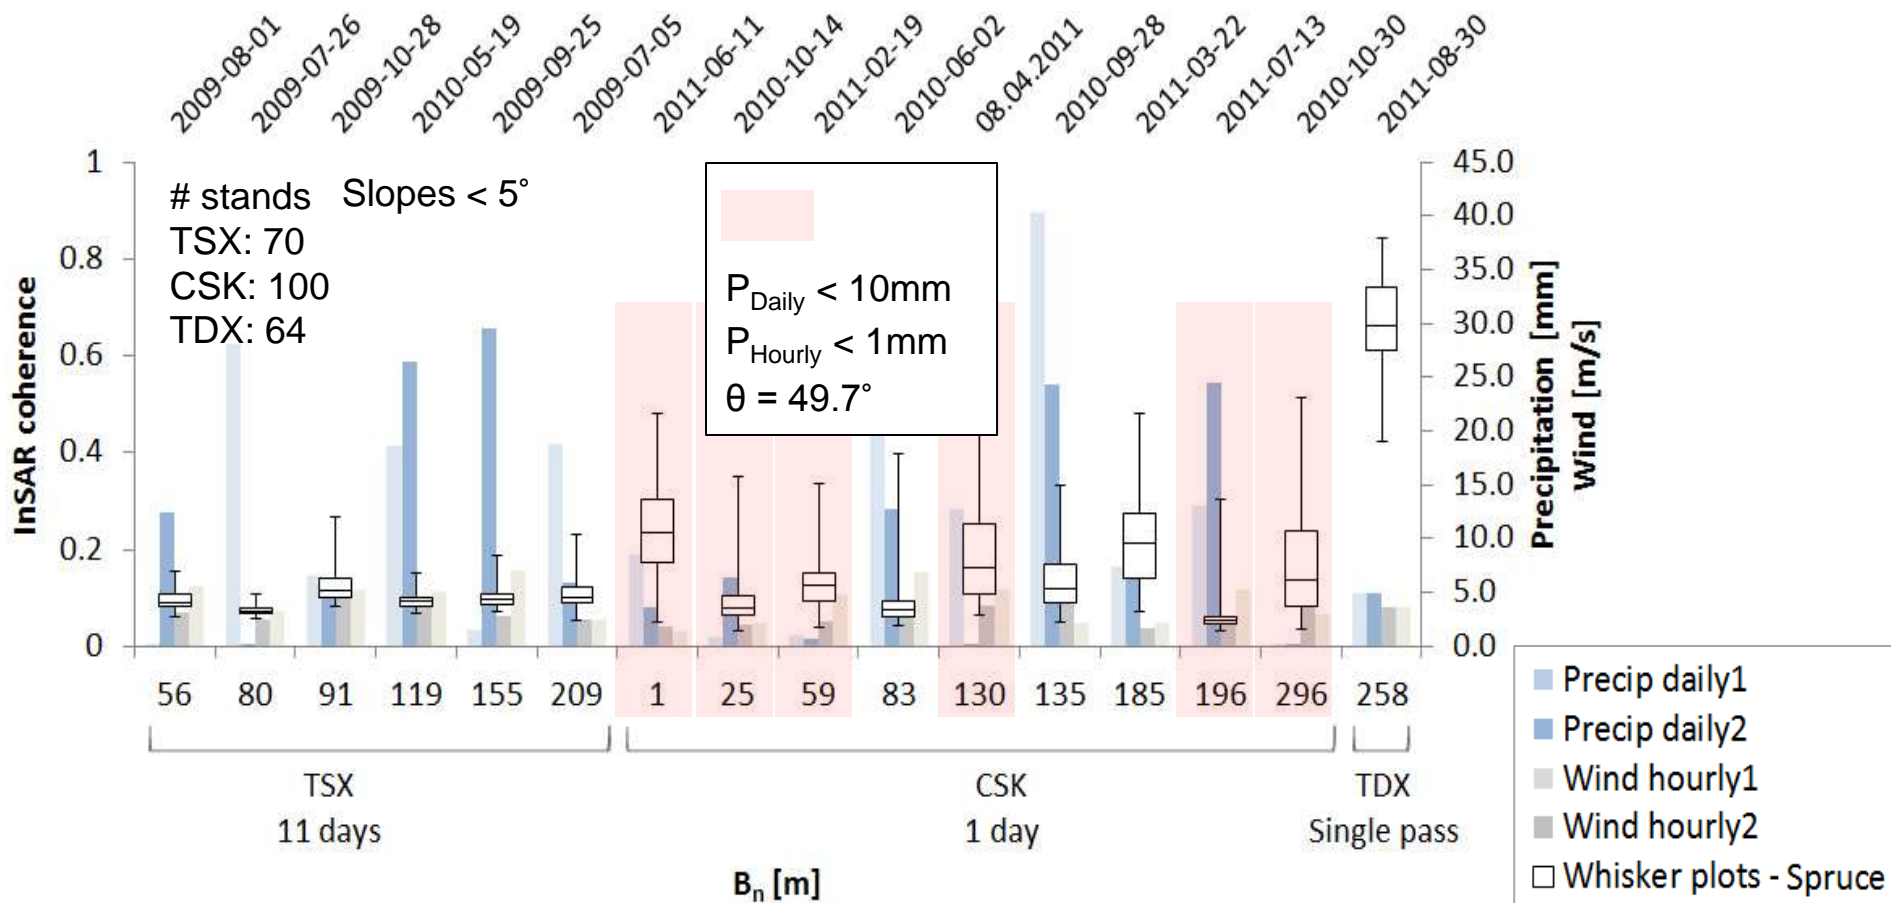 2009-08-01 2009-07-26 2009-10-28 2010-05-19 2009-09-25 2009-07-05 2011-06-11 2010-10-14 2011-02-19 2010-06-02 08.04.2011 2010-09-28 2011-03-22 2011-07-13 2010-10-30 2011-08-30
# stands Slopes < 5°
TSX: 70
CSK: 100
TDX: 64
P_Daily < 10mm
P_Hourly < 1mm
θ = 49.7°
InSAR coherence
1
0.8
0.6
0.4
0.2
0
45.0
40.0
35.0
30.0
25.0
20.0
15.0
10.0
5.0
0.0
Precipitation [mm]
Wind [m/s]
56 80 91 119 155 209 1 25 59 83 130 135 185 196 296 258
TSX CSK TDX
11 days 1 day Single pass
B_n [m]
Precip daily1
Precip daily2
Wind hourly1
Wind hourly2
Whisker plots - Spruce